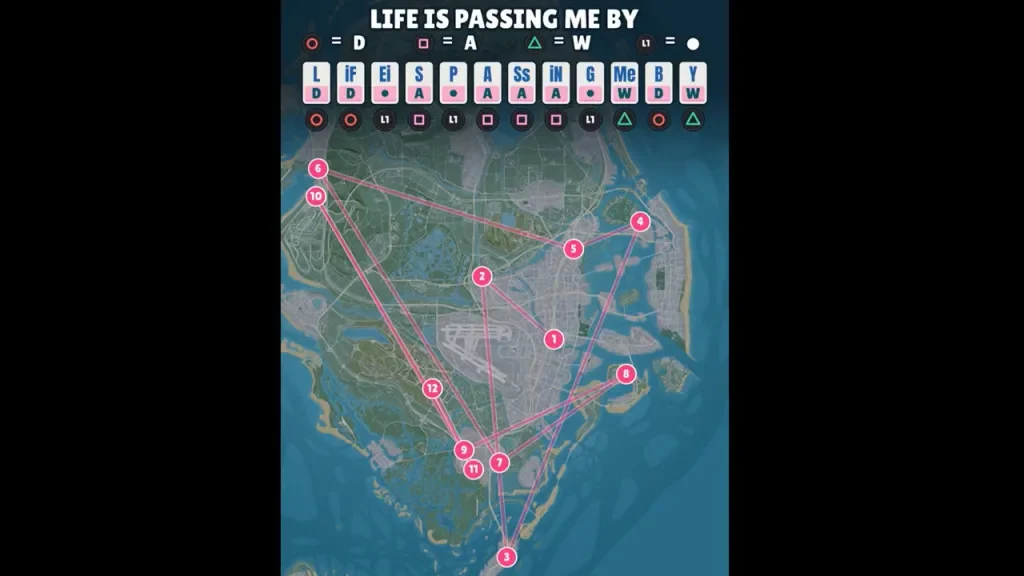 LIFE IS PASSING ME BY
= D = A = W L1 =
L iF Ei S P A Ss iN G Me B Y
D D • A • A A A • W D W
L1 L1 L1
6
10
4
5
2
1
8
12
9
7
11
3